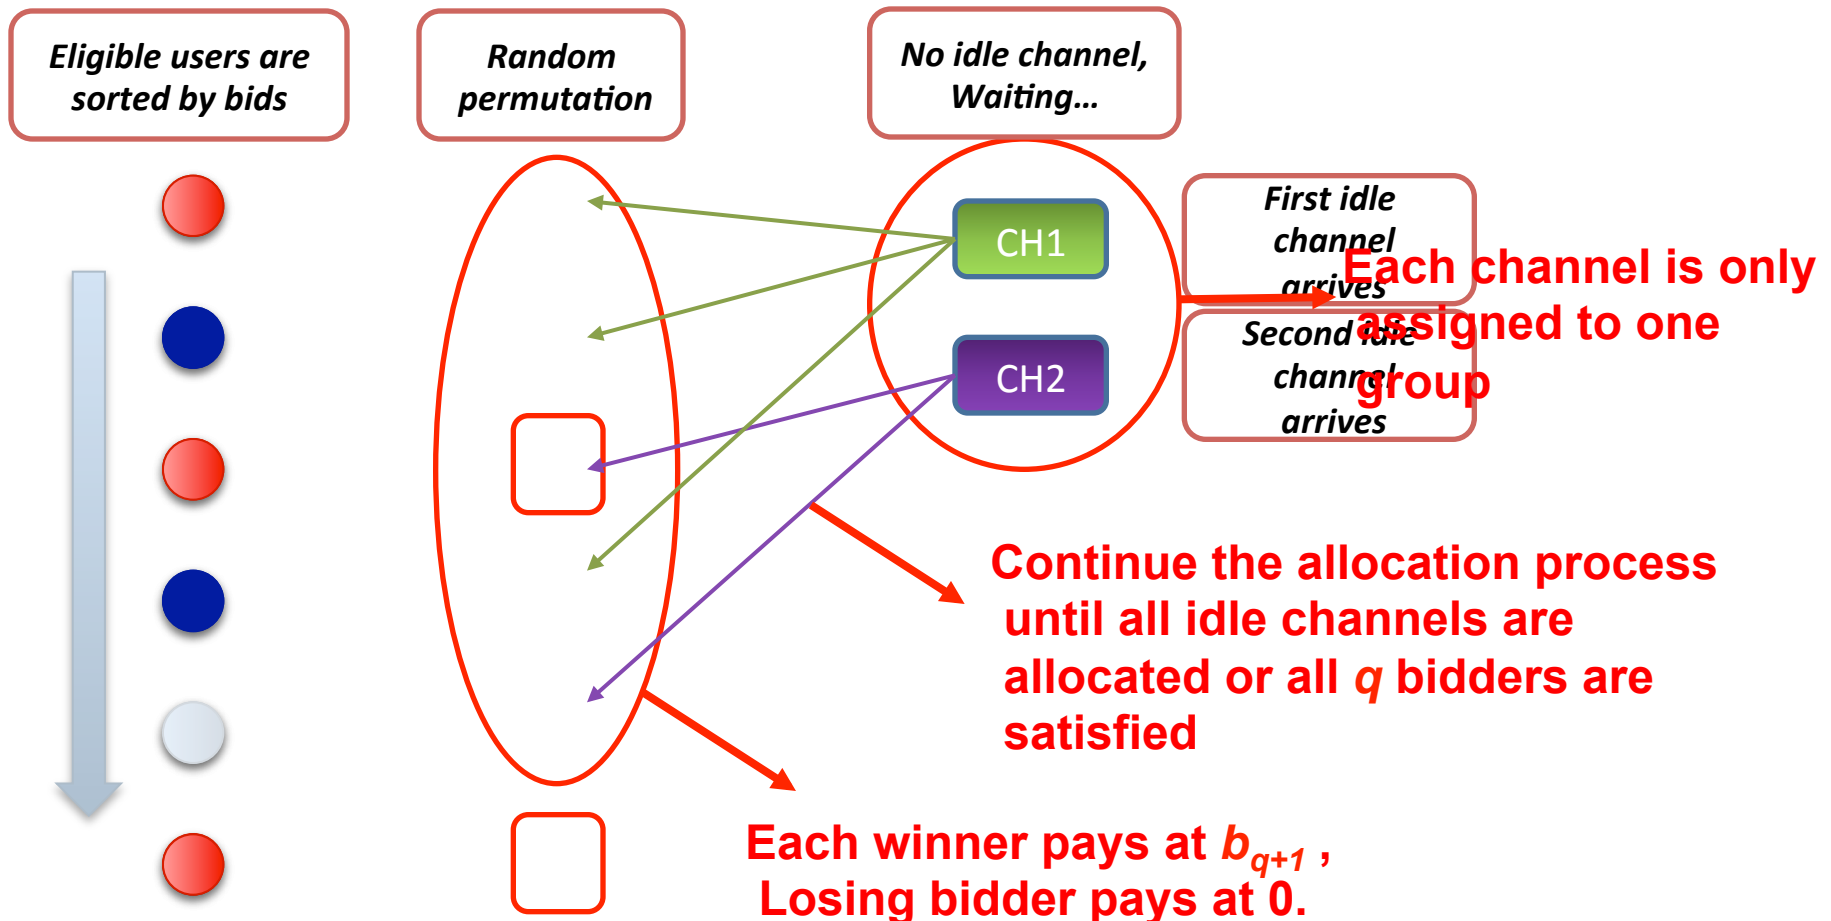 Eligible users are
sorted by bids
Random
permutation
No idle channel,
Waiting...
CH1
CH2
First idle
channel
arrives
Second idle
channel
arrives
Each channel is only
assigned to one
group
Continue the allocation process
until all idle channels are
allocated or all q bidders are
satisfied
Each winner pays at b_{q+1} ,
Losing bidder pays at 0.